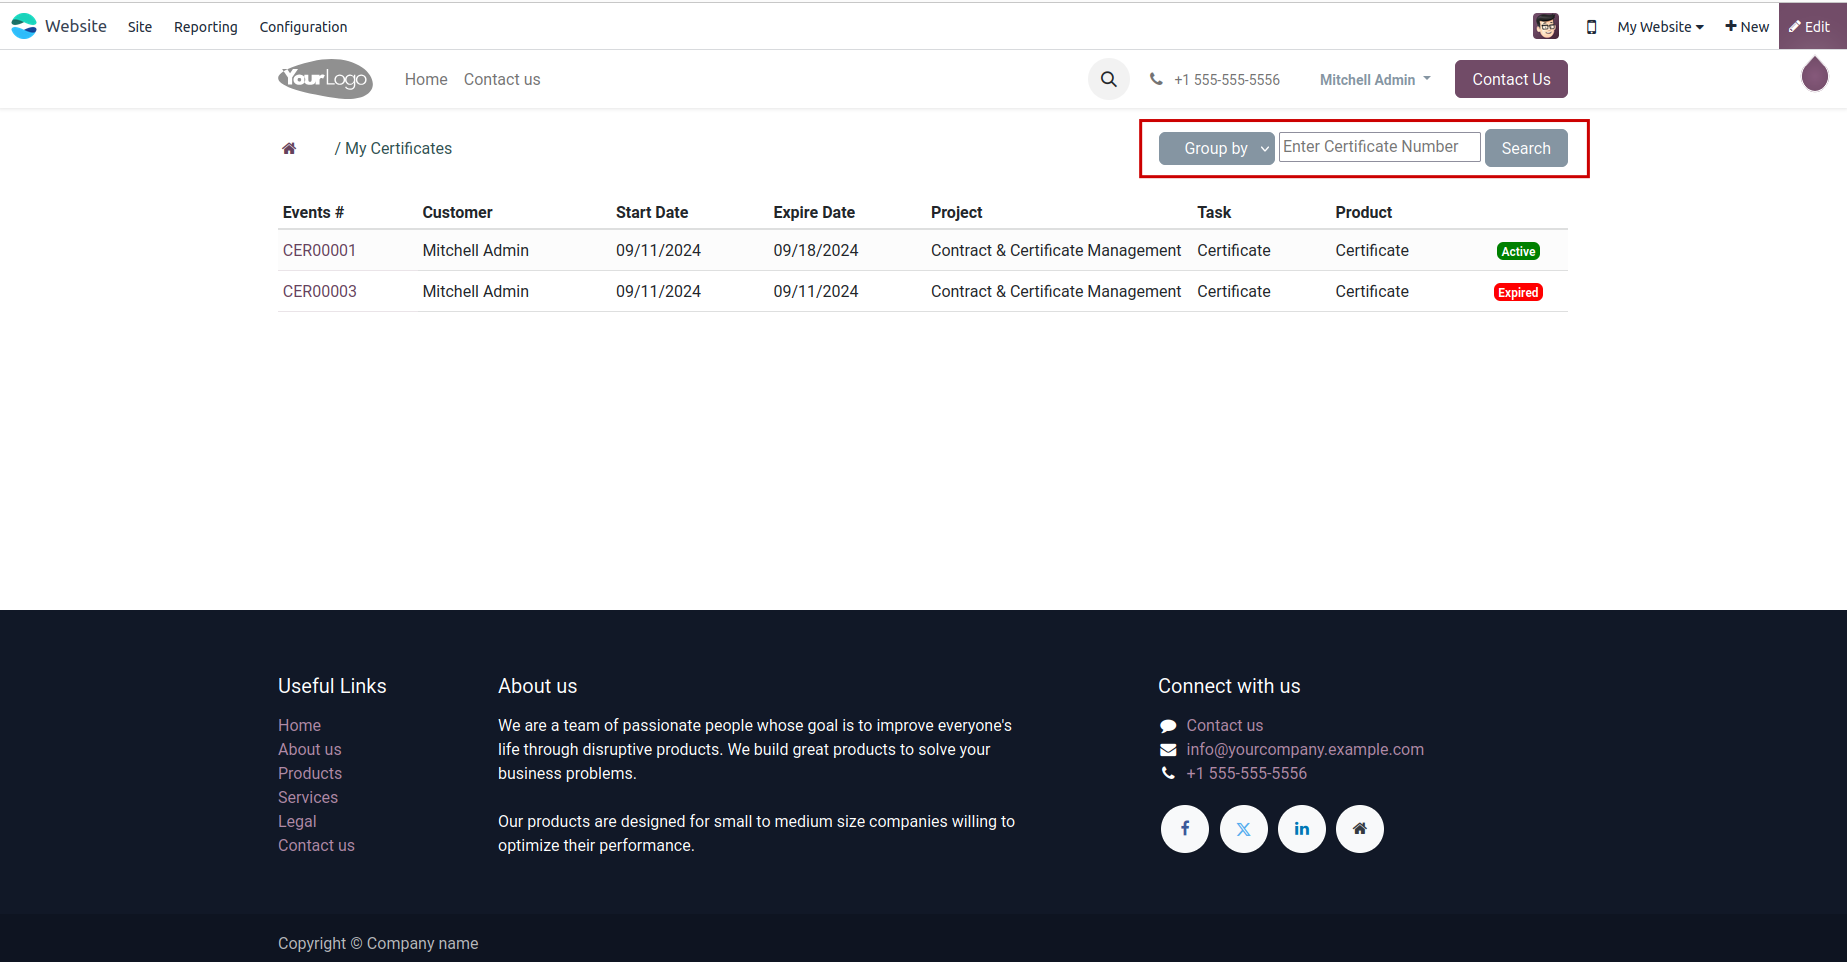 Website Site Reporting Configuration My Website New Edit
YourLogo Home Contact us +1 555-555-5556 Mitchell Admin Contact Us
/ My Certificates Group by Enter Certificate Number Search
Events # Customer Start Date Expire Date Project Task Product
CER00001 Mitchell Admin 09/11/2024 09/18/2024 Contract & Certificate Management Certificate Certificate Active
CER00003 Mitchell Admin 09/11/2024 09/11/2024 Contract & Certificate Management Certificate Certificate Expired
Useful Links
Home
About us
Products
Services
Legal
Contact us
About us
We are a team of passionate people whose goal is to improve everyone's
life through disruptive products. We build great products to solve your
business problems.
Our products are designed for small to medium size companies willing to
optimize their performance.
Connect with us
Contact us
info@yourcompany.example.com
+1 555-555-5556
Copyright © Company name